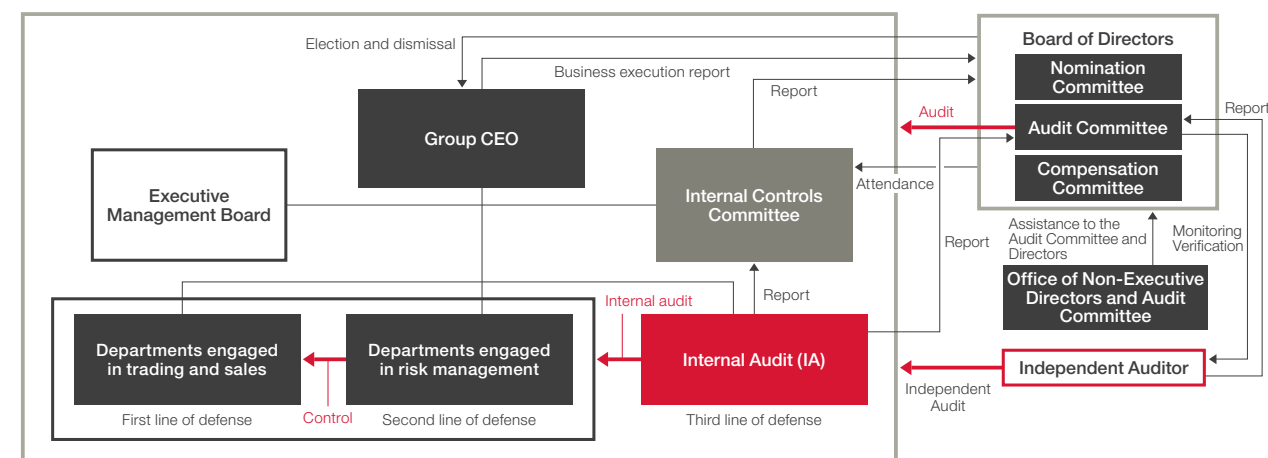 Election and dismissal
Board of Directors
Nomination
Committee
Business execution report
Report
Audit
Report
Audit Committee
Group CEO
Compensation
Committee
Attendance
Executive
Management Board
Internal Controls
Committee
Assistance to the
Audit Committee and
Directors
Monitoring
Verification
Report
Office of Non-Executive
Directors and Audit
Committee
Report
Internal audit
Departments engaged
in trading and sales
Departments engaged
in risk management
Internal Audit (IA)
Independent Auditor
Independent
Audit
First line of defense
Control
Second line of defense
Third line of defense